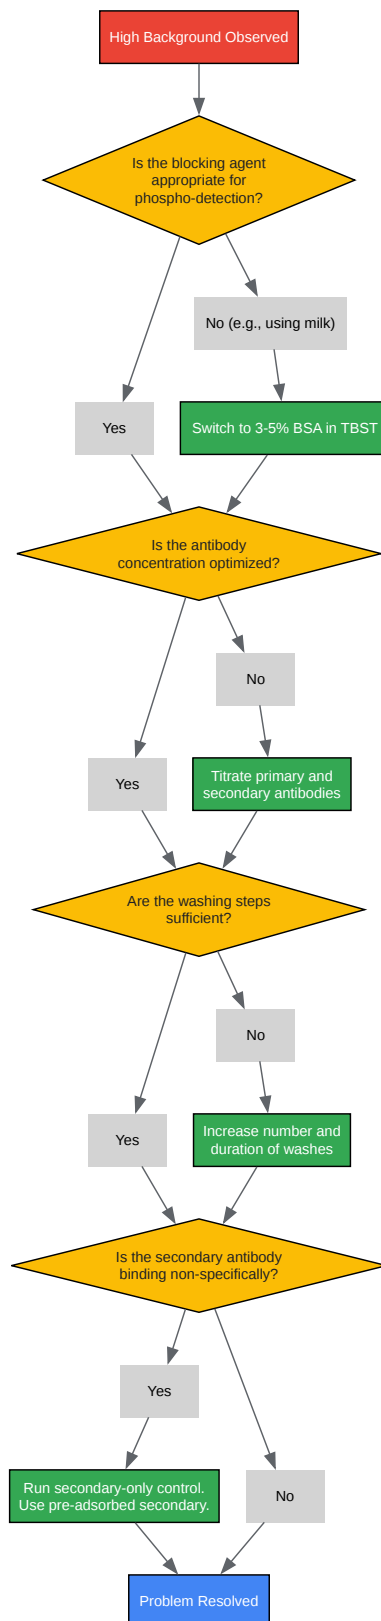 High Background Observed
Is the blocking agent
appropriate for
phospho-detection?
No (e.g., using milk)
Yes
Switch to 3-5% BSA in TBST
Is the antibody
concentration optimized?
No
Yes
Titrate primary and
secondary antibodies
Are the washing steps
sufficient?
No
Yes
Increase number and
duration of washes
Is the secondary antibody
binding non-specifically?
Yes
Run secondary-only control.
Use pre-adsorbed secondary.
No
Problem Resolved